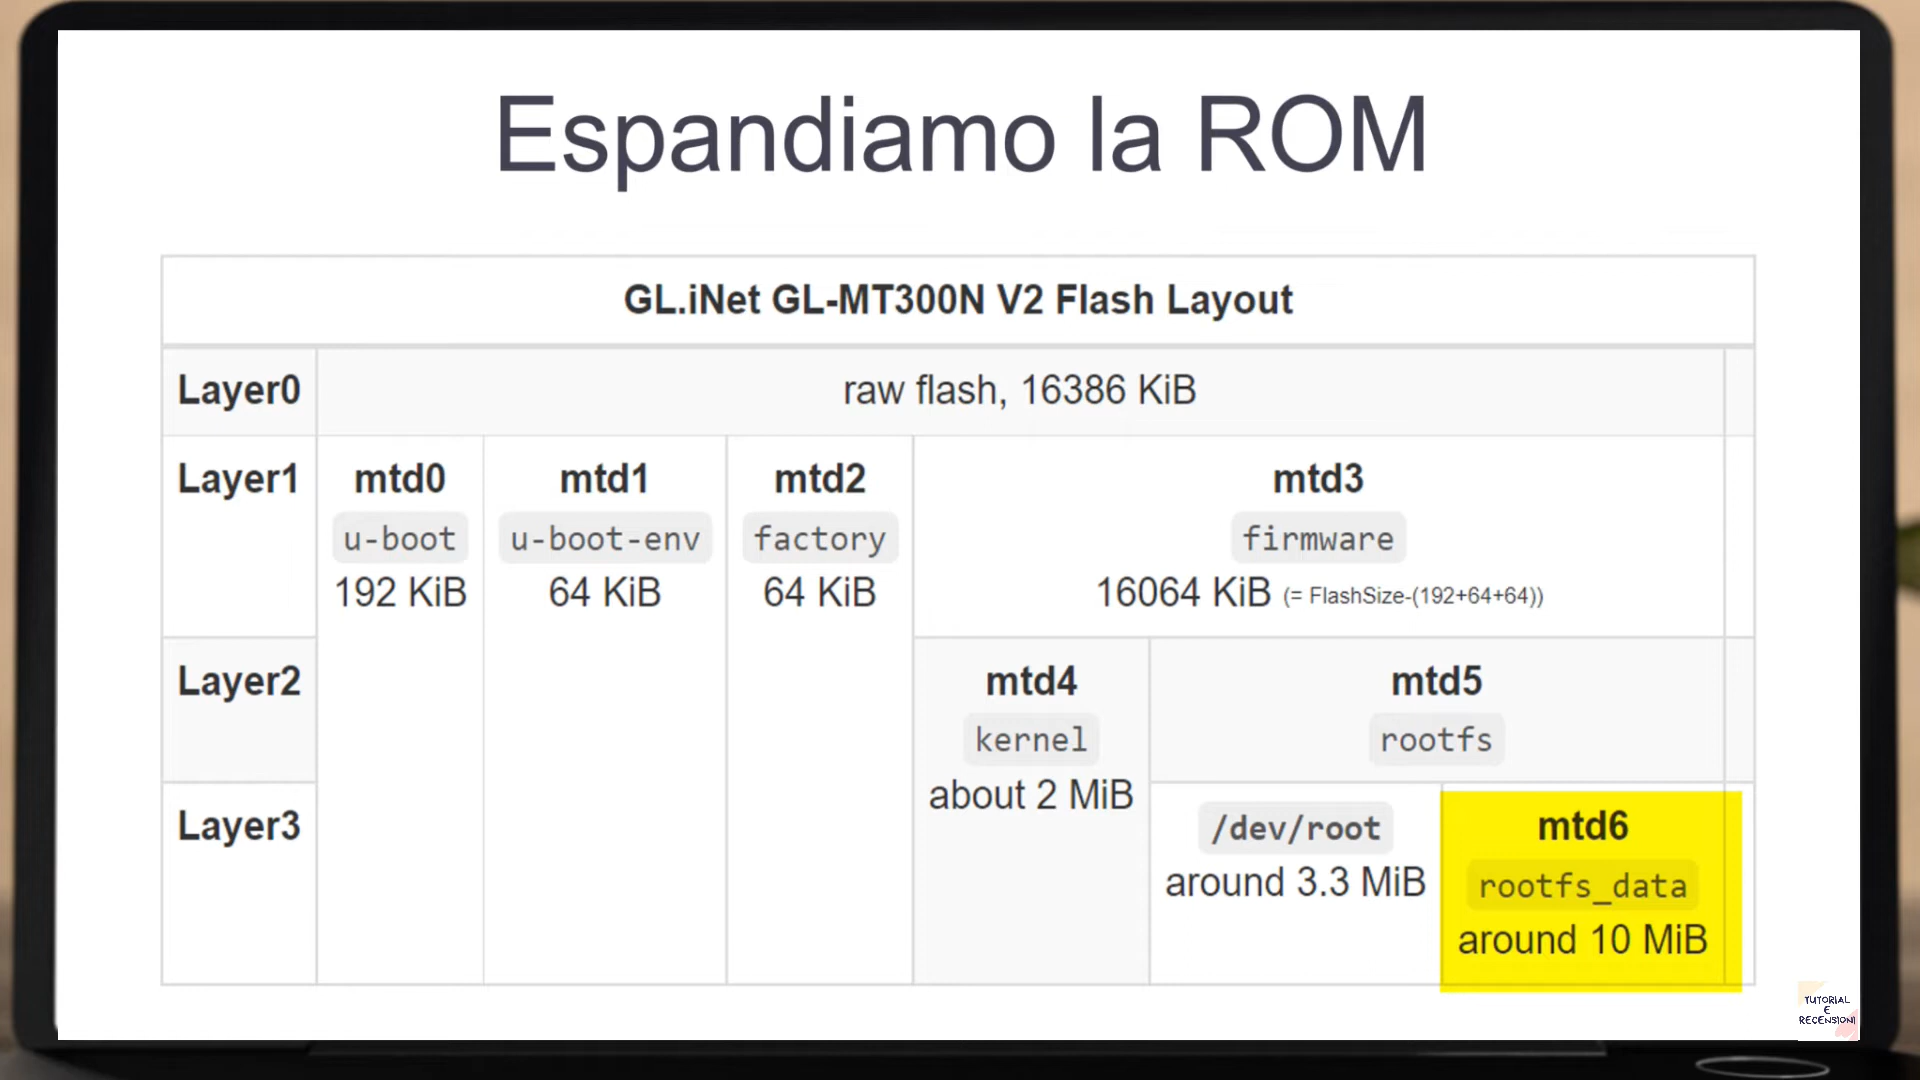 Espandiamo la ROM
GL.iNet GL-MT300N V2 Flash Layout
Layer0
raw flash, 16386 KiB
Layer1
mtd0
u-boot
192 KiB
mtd1
u-boot-env
64 KiB
mtd2
factory
64 KiB
mtd3
firmware
16064 KiB (= FlashSize-(192+64+64))
Layer2
mtd4
kernel
about 2 MiB
mtd5
rootfs
Layer3
/dev/root
around 3.3 MiB
mtd6
rootfs_data
around 10 MiB
TUTORIAL
E
RECENSIONI